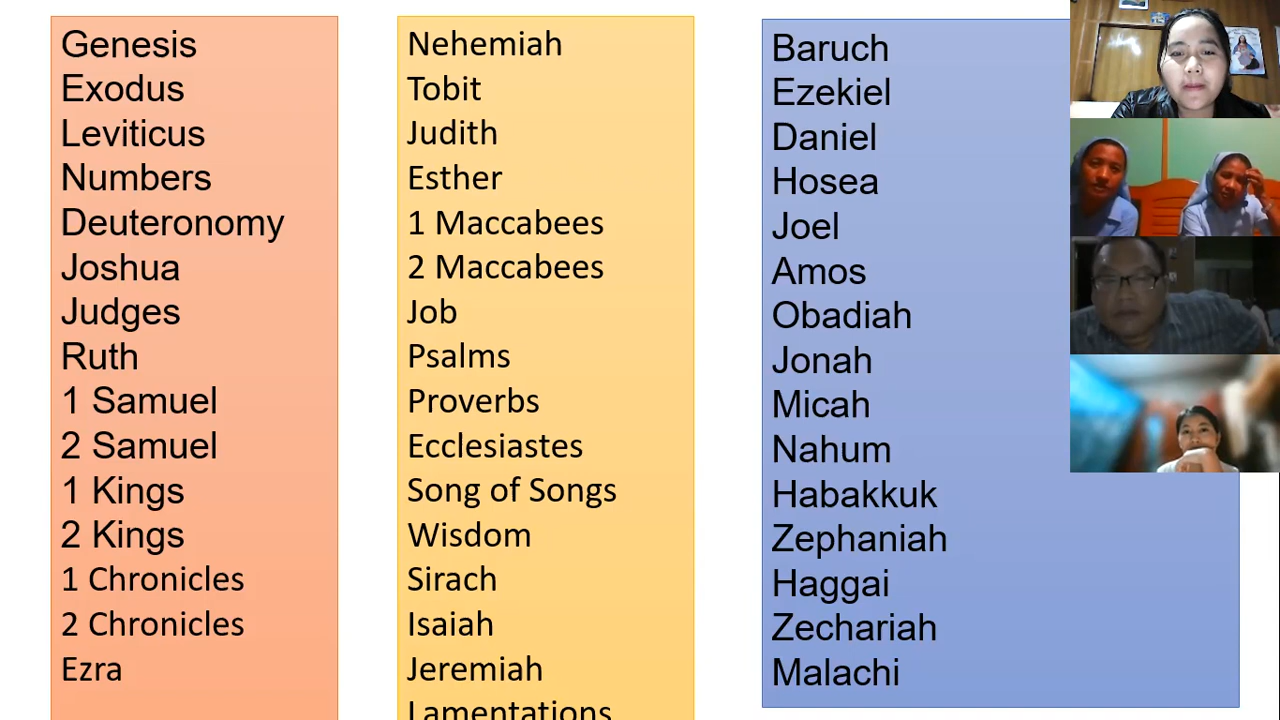 Genesis
Exodus
Leviticus
Numbers
Deuteronomy
Joshua
Judges
Ruth
1 Samuel
2 Samuel
1 Kings
2 Kings
1 Chronicles
2 Chronicles
Ezra
Nehemiah
Tobit
Judith
Esther
1 Maccabees
2 Maccabees
Job
Psalms
Proverbs
Ecclesiastes
Song of Songs
Wisdom
Sirach
Isaiah
Jeremiah
Lamentations
Baruch
Ezekiel
Daniel
Hosea
Joel
Amos
Obadiah
Jonah
Micah
Nahum
Habakkuk
Zephaniah
Haggai
Zechariah
Malachi